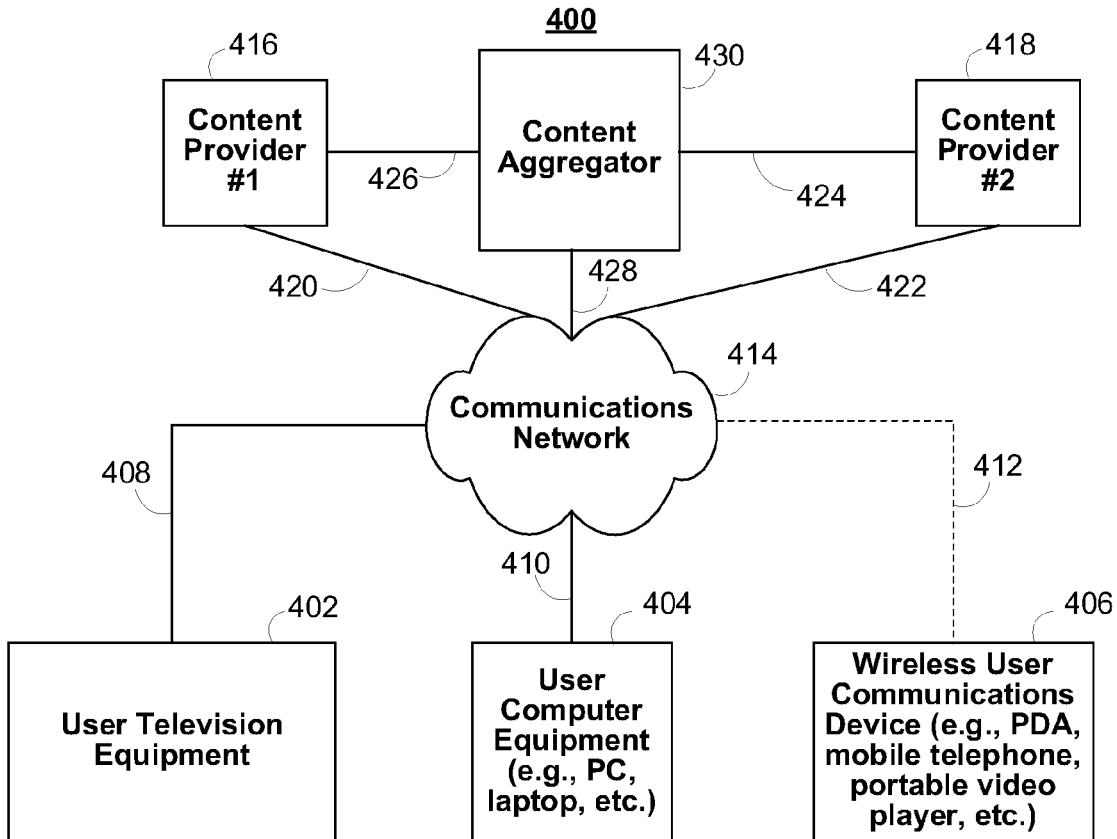 400
416
430
418
Content
Provider
#1
Content
Aggregator
Content
Provider
#2
426
424
420
428
422
414
Communications
Network
408
412
410
402
404
406
User Television
Equipment
User
Computer
Equipment
(e.g., PC,
laptop, etc.)
Wireless User
Communications
Device (e.g., PDA,
mobile telephone,
portable video
player, etc.)